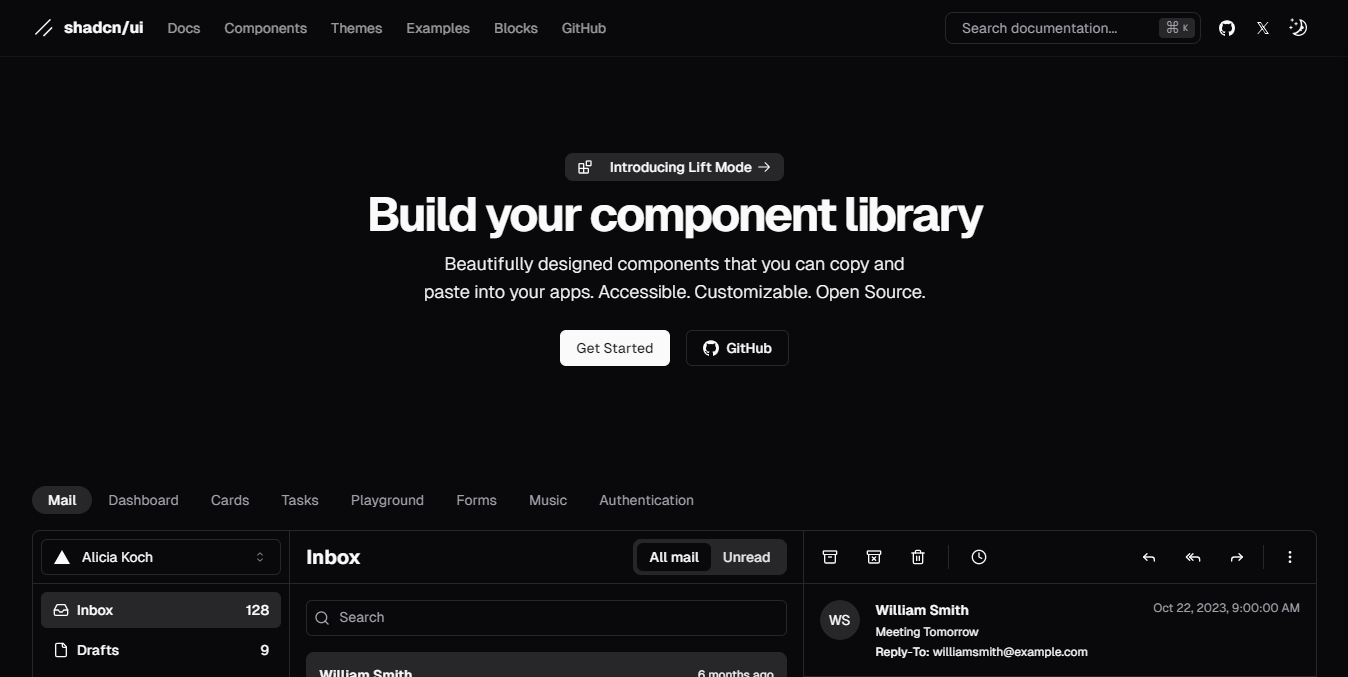 shadcn/ui Docs Components Themes Examples Blocks GitHub Search documentation... ⌘ K
Introducing Lift Mode →
Build your component library
Beautifully designed components that you can copy and
paste into your apps. Accessible. Customizable. Open Source.
Get Started GitHub
Mail Dashboard Cards Tasks Playground Forms Music Authentication
Alicia Koch Inbox All mail Unread
Inbox 128 Search WS William Smith Oct 22, 2023, 9:00:00 AM
Meeting Tomorrow
Drafts 9 Reply-To: williamsmith@example.com
William Smith 6 months ago